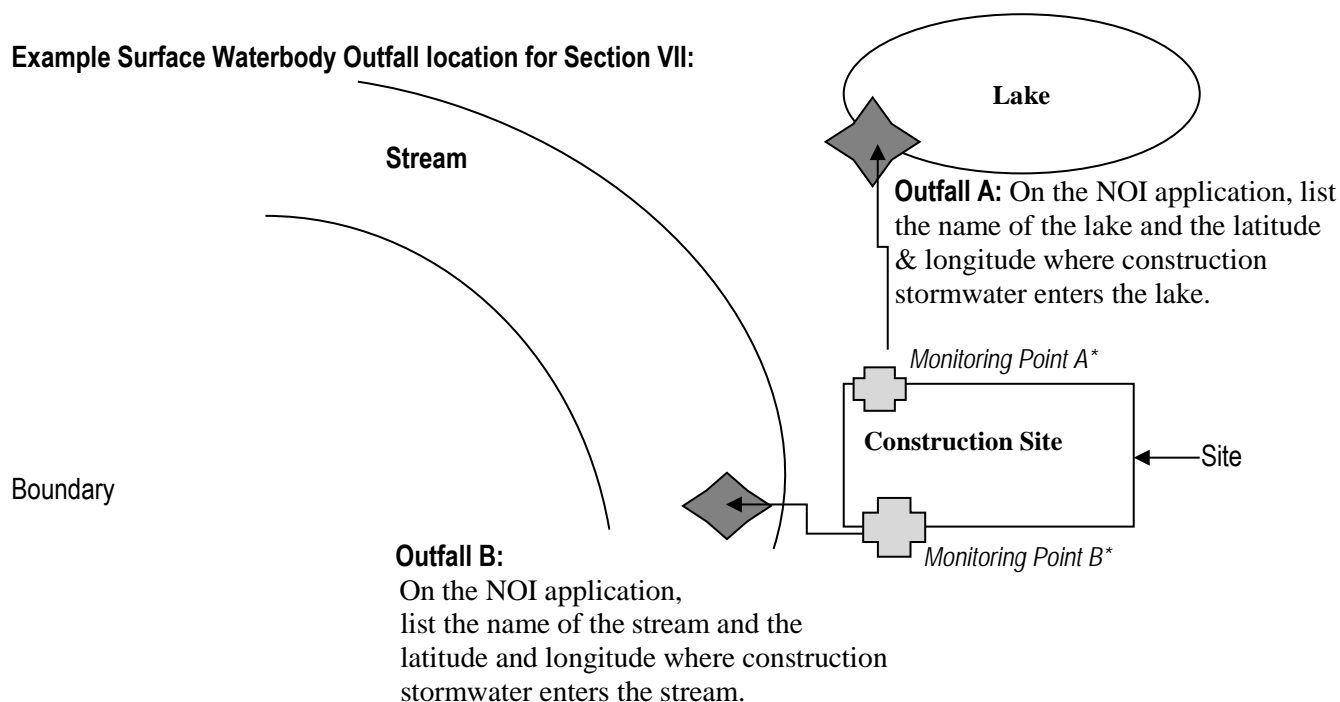 Example Surface Waterbody Outfall location for Section VII:
Lake
Stream
Outfall A: On the NOI application, list
the name of the lake and the latitude
& longitude where construction
stormwater enters the lake.
Monitoring Point A*
Construction Site
Site
Boundary
Monitoring Point B*
Outfall B:
On the NOI application,
list the name of the stream and the
latitude and longitude where construction
stormwater enters the stream.